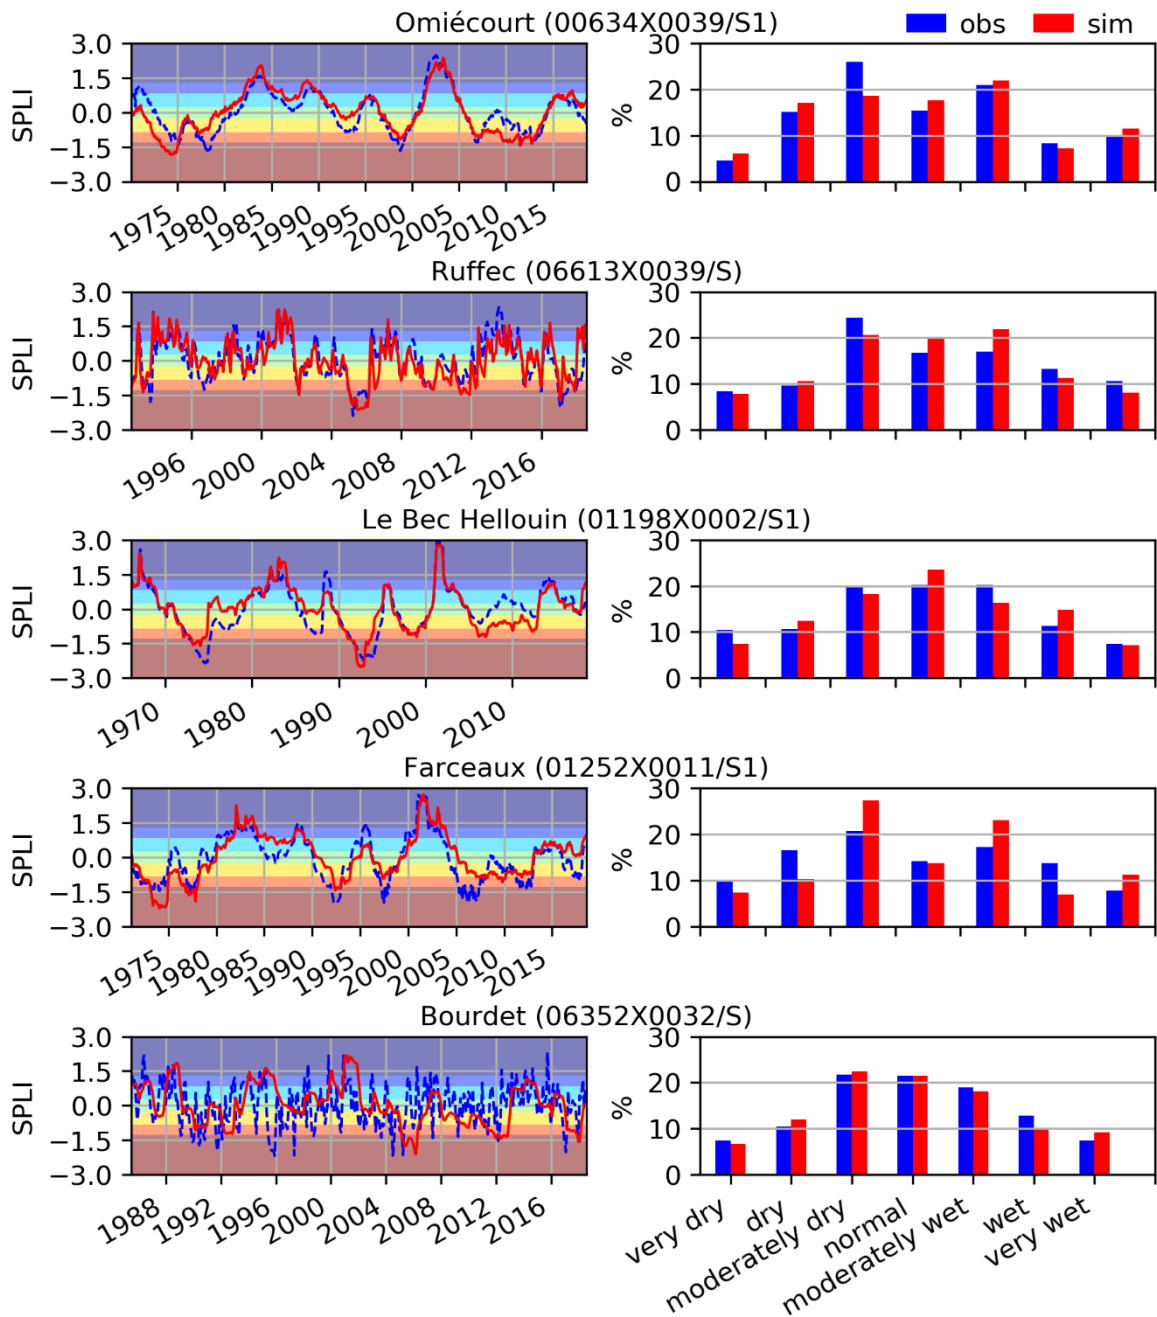 Omiécourt (00634X0039/S1)
obs sim
SPLI
3.0
1.5
0.0
−1.5
−3.0
1975 1980 1985 1990 1995 2000 2005 2010 2015
%
30
20
10
0
Ruffec (06613X0039/S)
SPLI
3.0
1.5
0.0
−1.5
−3.0
1996 2000 2004 2008 2012 2016
%
30
20
10
0
Le Bec Hellouin (01198X0002/S1)
SPLI
3.0
1.5
0.0
−1.5
−3.0
1970 1980 1990 2000 2010
%
30
20
10
0
Farceaux (01252X0011/S1)
SPLI
3.0
1.5
0.0
−1.5
−3.0
1975 1980 1985 1990 1995 2000 2005 2010 2015
%
30
20
10
0
Bourdet (06352X0032/S)
SPLI
3.0
1.5
0.0
−1.5
−3.0
1988 1992 1996 2000 2004 2008 2012 2016
%
30
20
10
0
very dry
dry
moderately dry
normal
moderately wet
wet
very wet